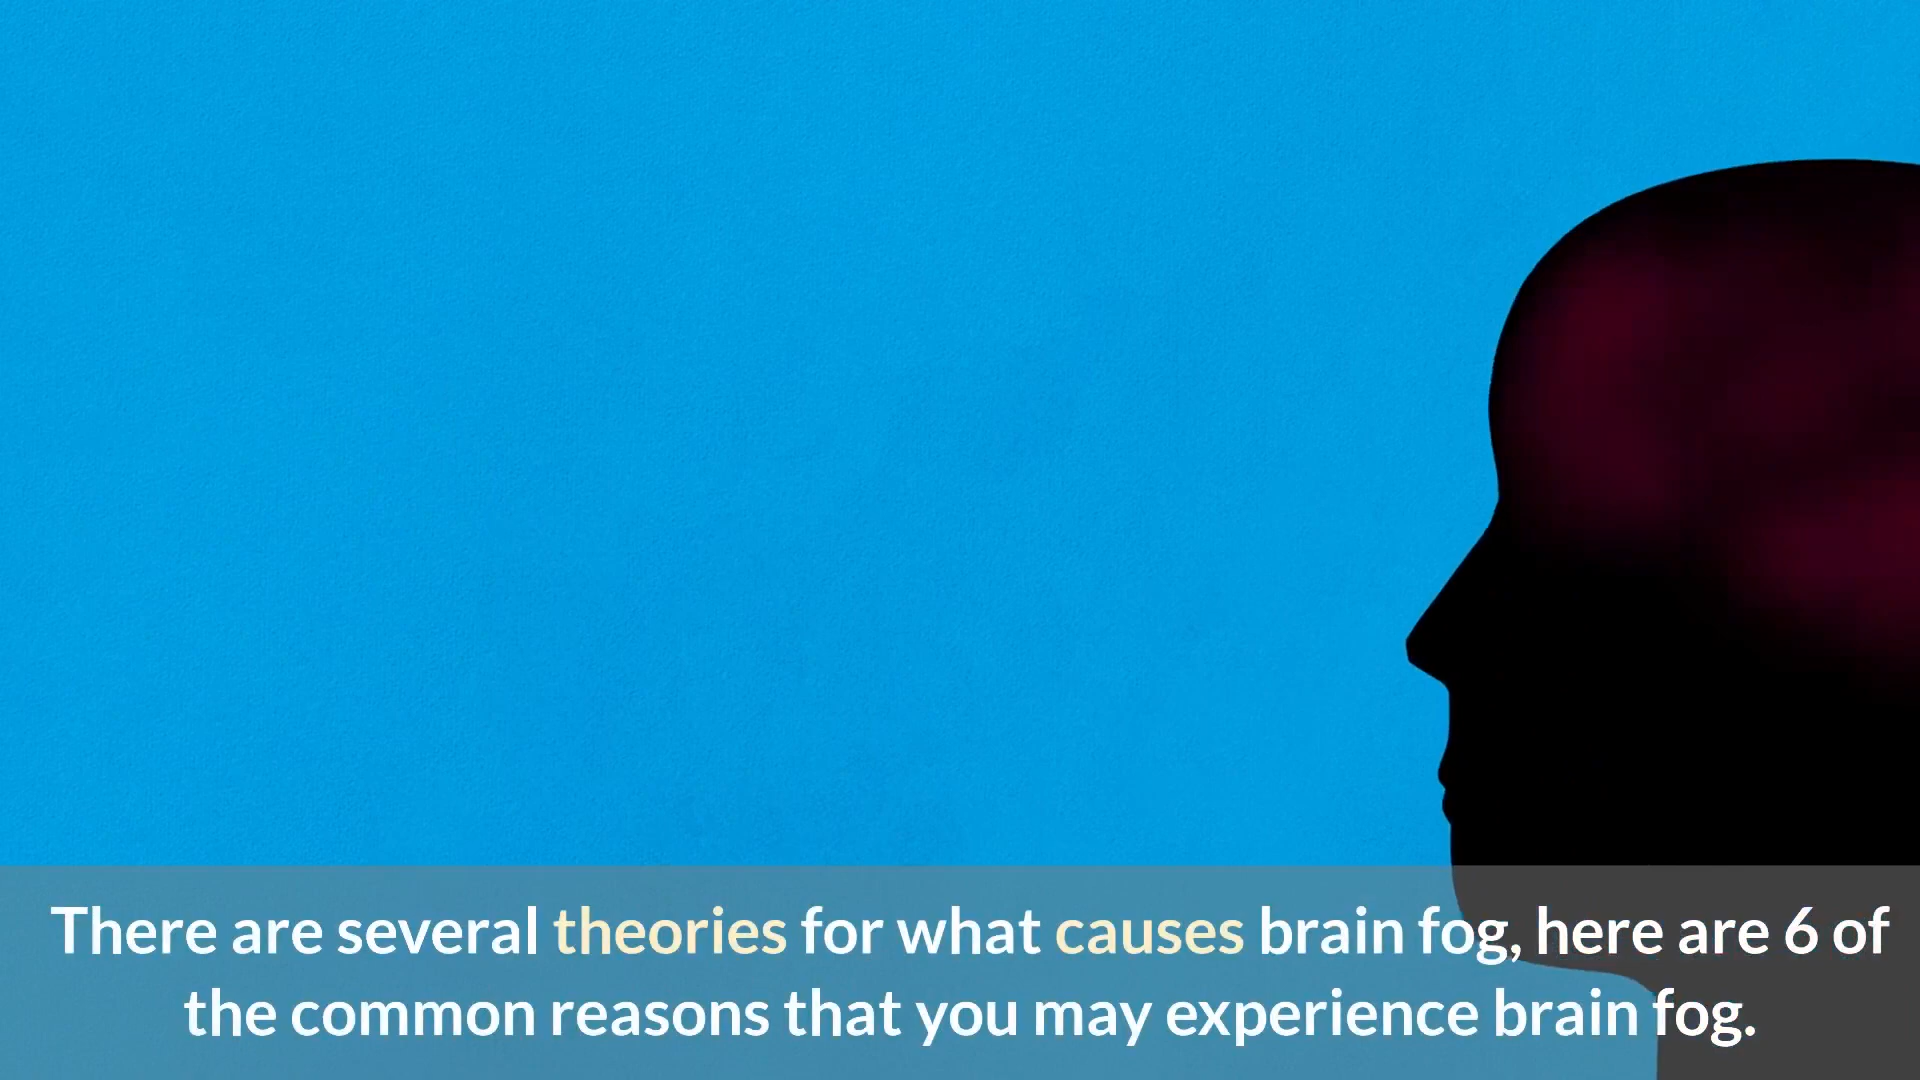 There are several theories for what causes brain fog, here are 6 of
the common reasons that you may experience brain fog.